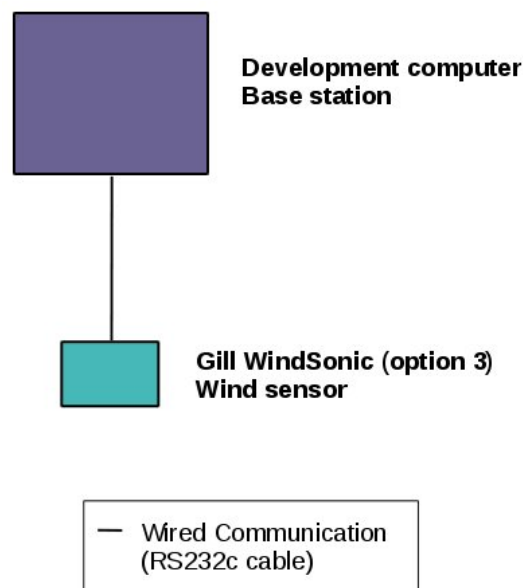 Development computer
Base station
Gill WindSonic (option 3)
Wind sensor
Wired Communication
(RS232c cable)